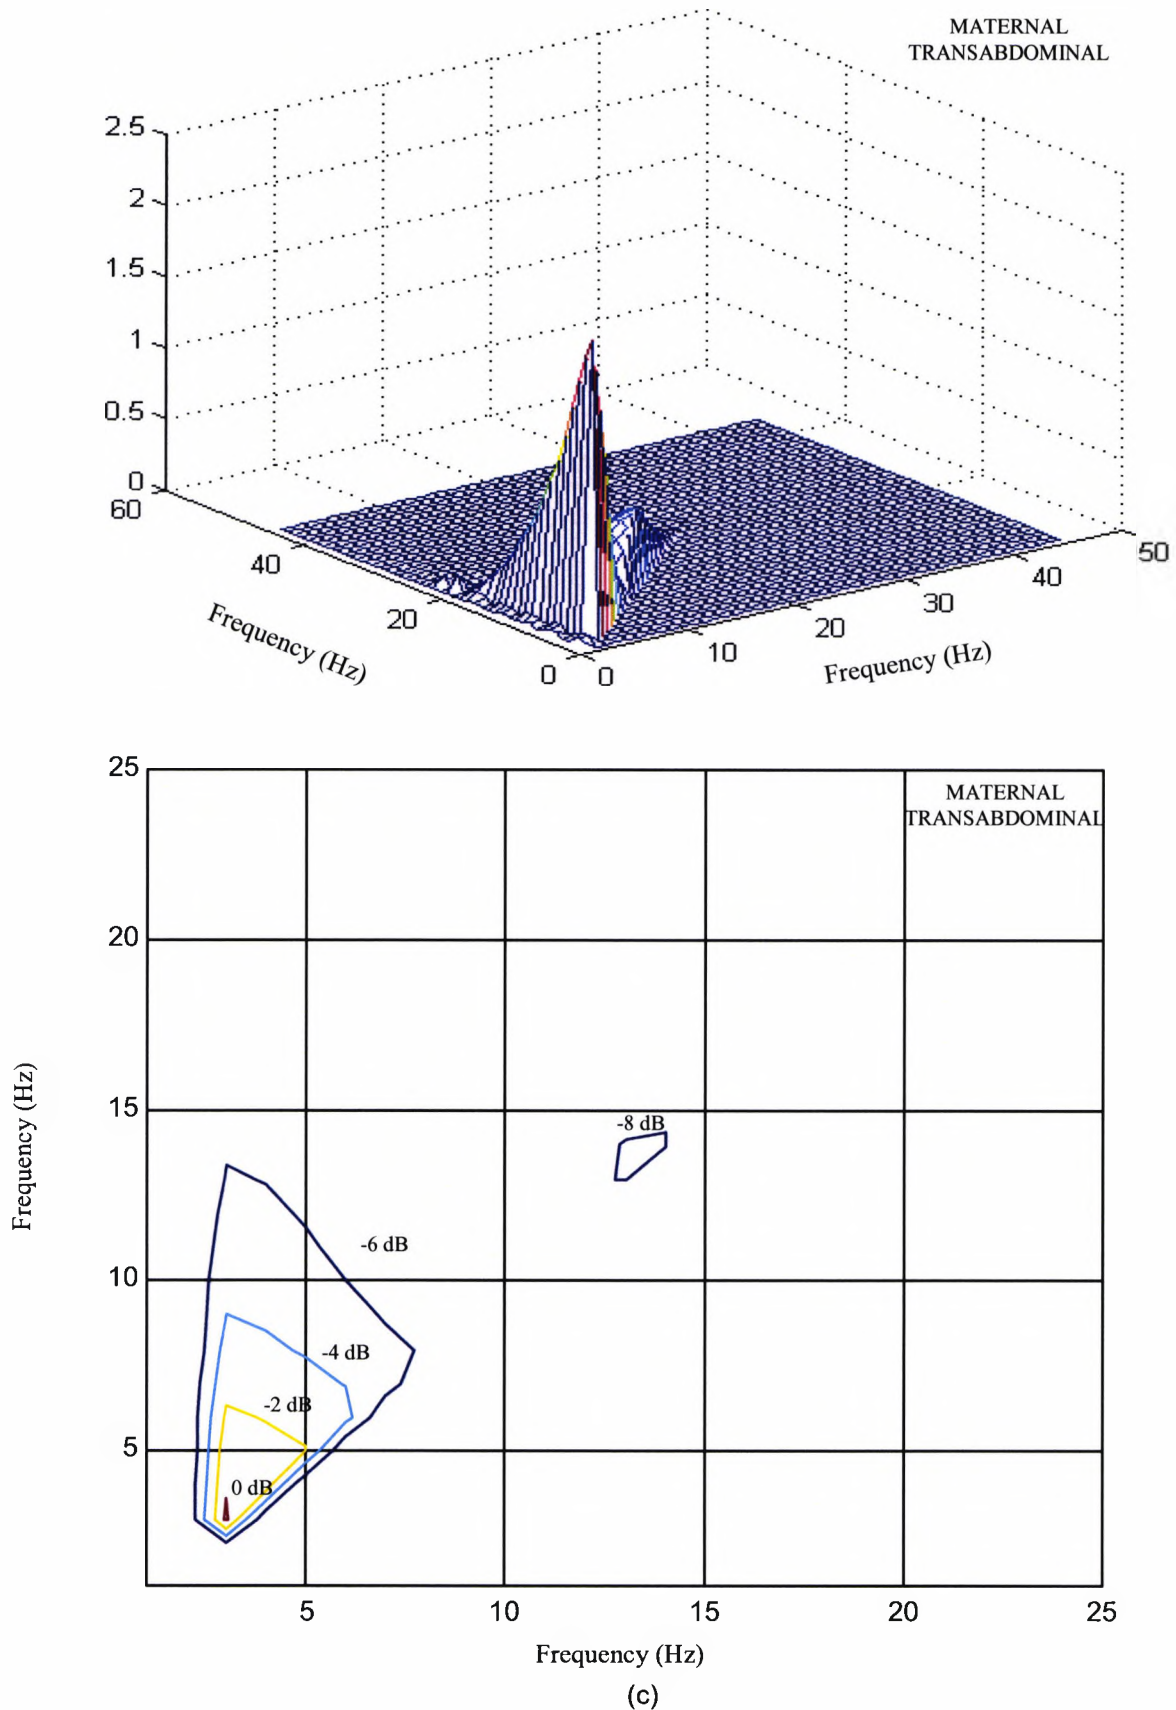 MATERNAL
TRANSABDOMINAL
2.5
2
1.5
1
0.5
0
60
40
20
0
0
10
20
30
40
50
Frequency (Hz)
Frequency (Hz)
25
MATERNAL
TRANSABDOMINAL
20
15
-8 dB
-6 dB
10
-4 dB
-2 dB
5
0 dB
Frequency (Hz)
5
10
15
20
25
Frequency (Hz)
(c)